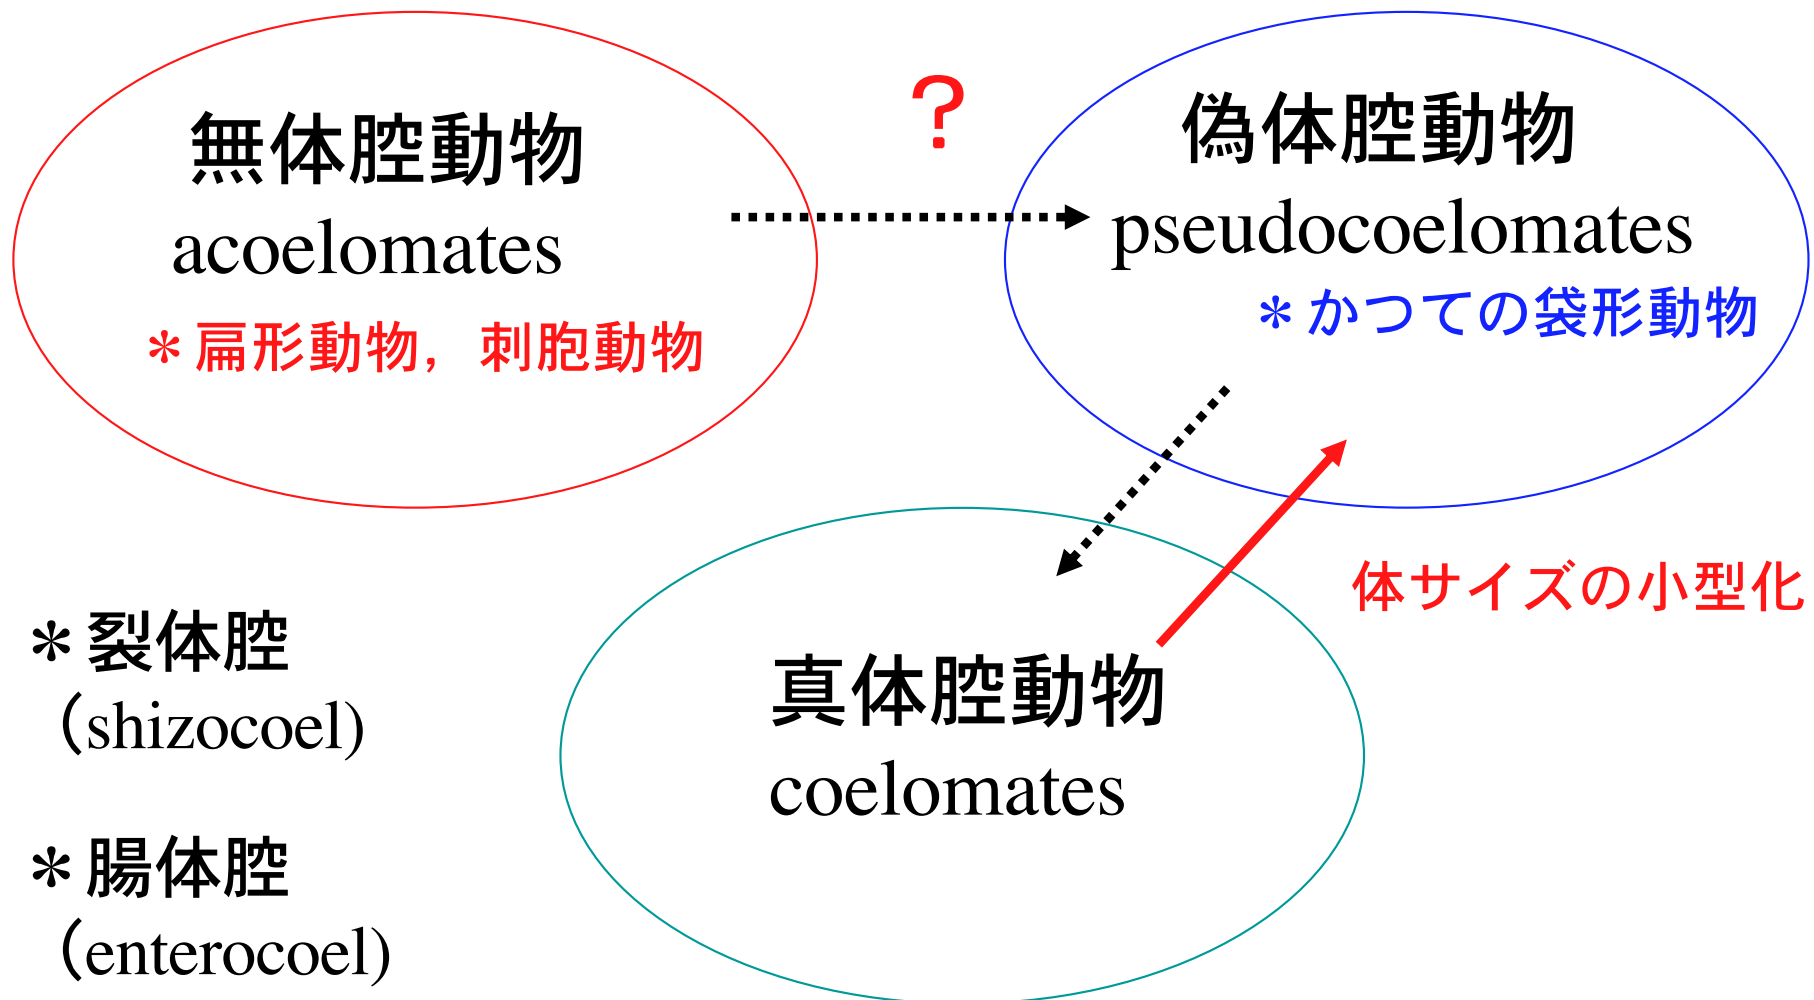 無体腔動物
acoelomates
＊扁形動物，刺胞動物
？
偽体腔動物
pseudocoelomates
＊かつての袋形動物
体サイズの小型化
真体腔動物
coelomates
＊裂体腔
（shizocoel)
＊腸体腔
（enterocoel)